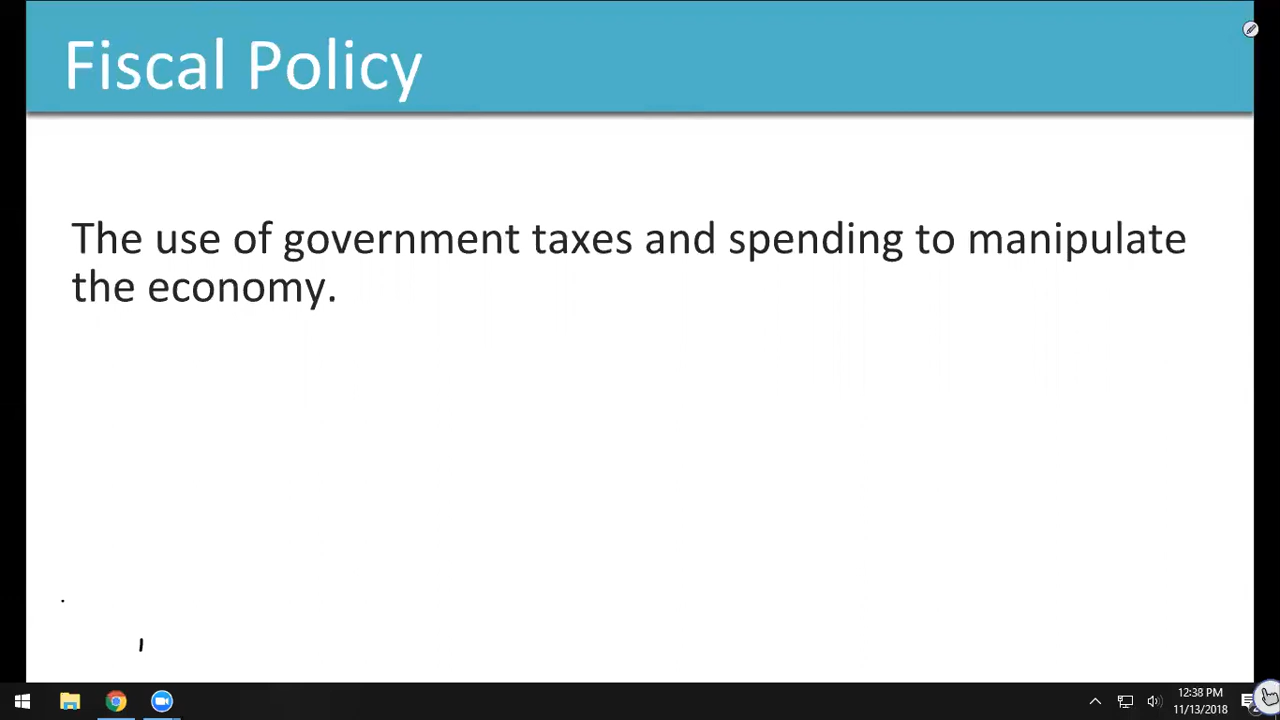 Fiscal Policy
The use of government taxes and spending to manipulate
the economy.
12:38 PM
11/13/2018